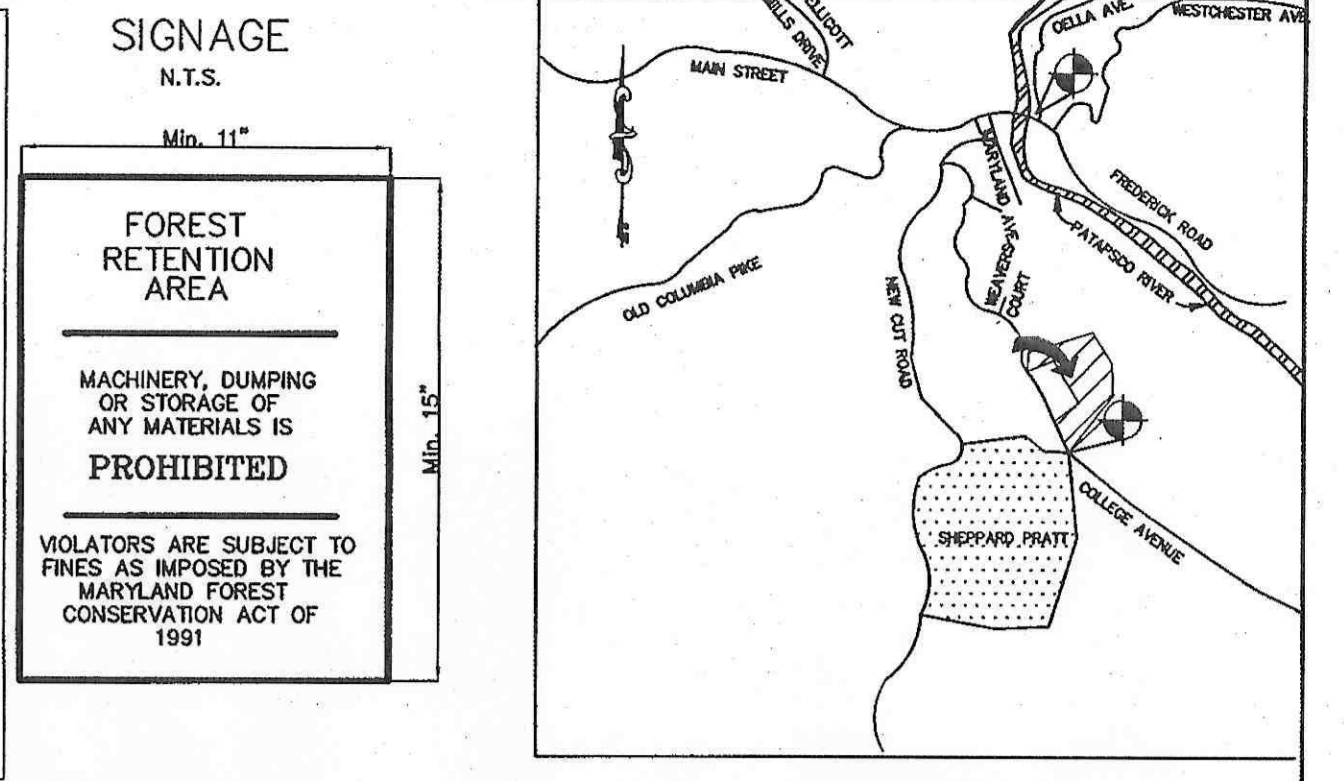 SIGNAGE
N.T.S.
Min. 11"
FOREST
RETENTION
AREA
MACHINERY, DUMPING
OR STORAGE OF
ANY MATERIALS IS
PROHIBITED
VIOLATORS ARE SUBJECT TO
FINES AS IMPOSED BY THE
MARYLAND FOREST
CONSERVATION ACT OF
1991
Min. 15"
MILLS DRIVE
MAIN STREET
OELLA AVE.
WESTCHESTER AVE.
MARYLAND AVE.
FREDERICK ROAD
PATAPSCO RIVER
OLD COLUMBIA PIKE
NEW CUT ROAD
WEAVERS
COURT
COLLEGE AVENUE
SHEPPARD PRATT